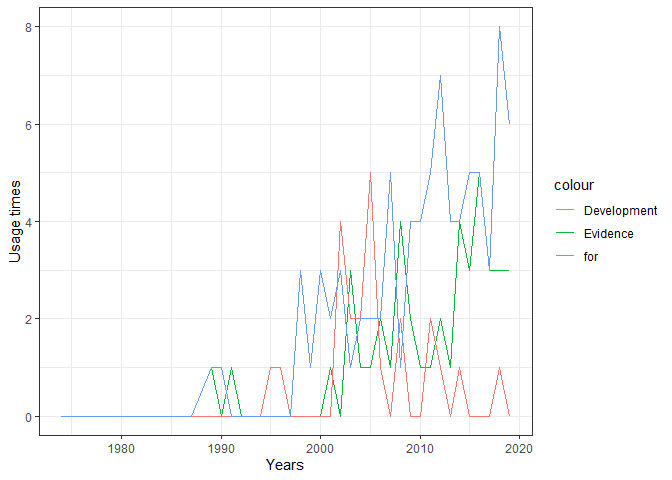 8
6
4
2
0
Usage times
1980 1990 2000 2010 2020
Years
colour
Development
Evidence
for